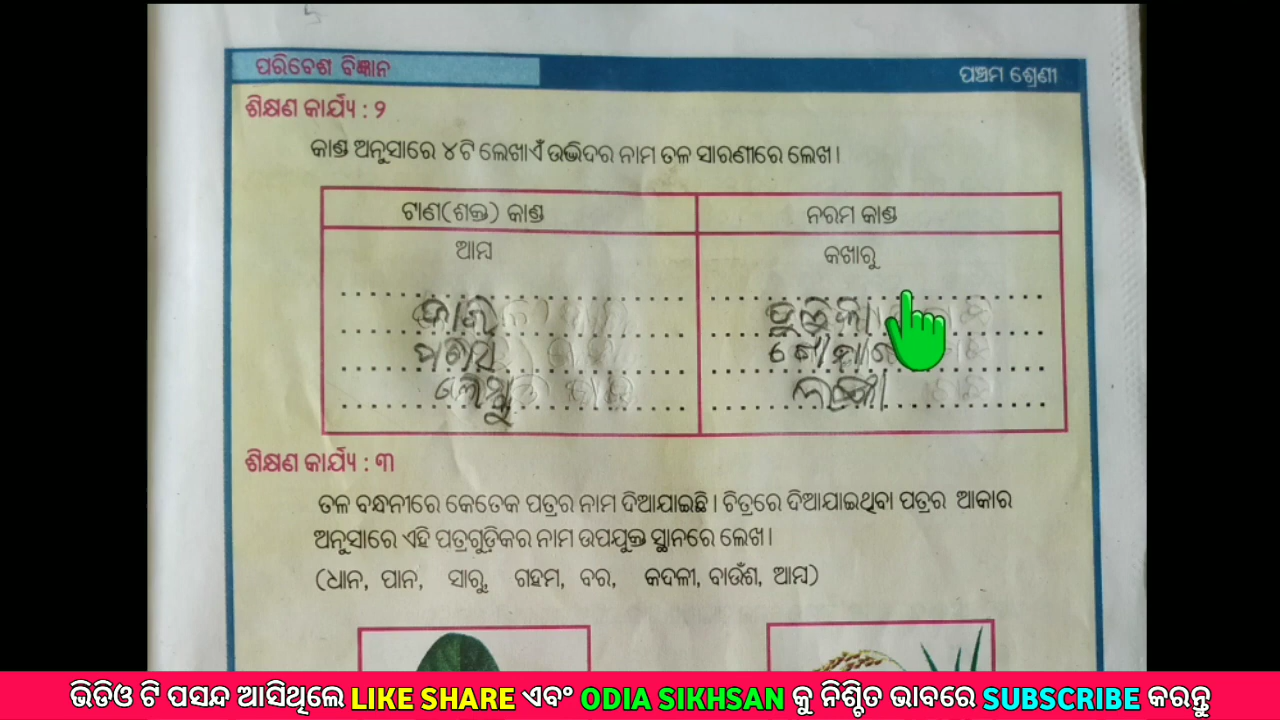 ପରିବେଶ ବିଜ୍ଞାନ
ପଞ୍ଚମ ଶ୍ରେଣୀ
ଶିକ୍ଷଣ କାର୍ଯ୍ୟ : ୨
କାଣ୍ଡ ଅନୁସାରେ ୪ଟି ଲେଖାଏଁ ଉଦ୍ଭିଦର ନାମ ତଳ ସାରଣୀରେ ଲେଖ।
ଟାଣ(ଶକ୍ତ) କାଣ୍ଡ ନରମ କାଣ୍ଡ
ଆମ୍ବ କଖାରୁ
ପଣସ
ଲେମ୍ବୁ
ଶିକ୍ଷଣ କାର୍ଯ୍ୟ : ୩
ତଳ ବନ୍ଧନୀରେ କେତେକ ପତ୍ରର ନାମ ଦିଆଯାଇଛି। ଚିତ୍ରରେ ଦିଆଯାଇଥିବା ପତ୍ରର ଆକାର
ଅନୁସାରେ ଏହି ପତ୍ରଗୁଡ଼ିକର ନାମ ଉପଯୁକ୍ତ ସ୍ଥାନରେ ଲେଖ।
(ଧାନ, ପାନ, ସାରୁ, ଗହମ, ବର, କଦଳୀ, ବାଉଁଶ, ଆମ୍ବ)
ଭିଡିଓ ଟି ପସନ୍ଦ ଆସିଥିଲେ LIKE SHARE ଏବଂ ODIA SIKHSAN କୁ ନିଶ୍ଚିତ ଭାବରେ SUBSCRIBE କରନ୍ତୁ